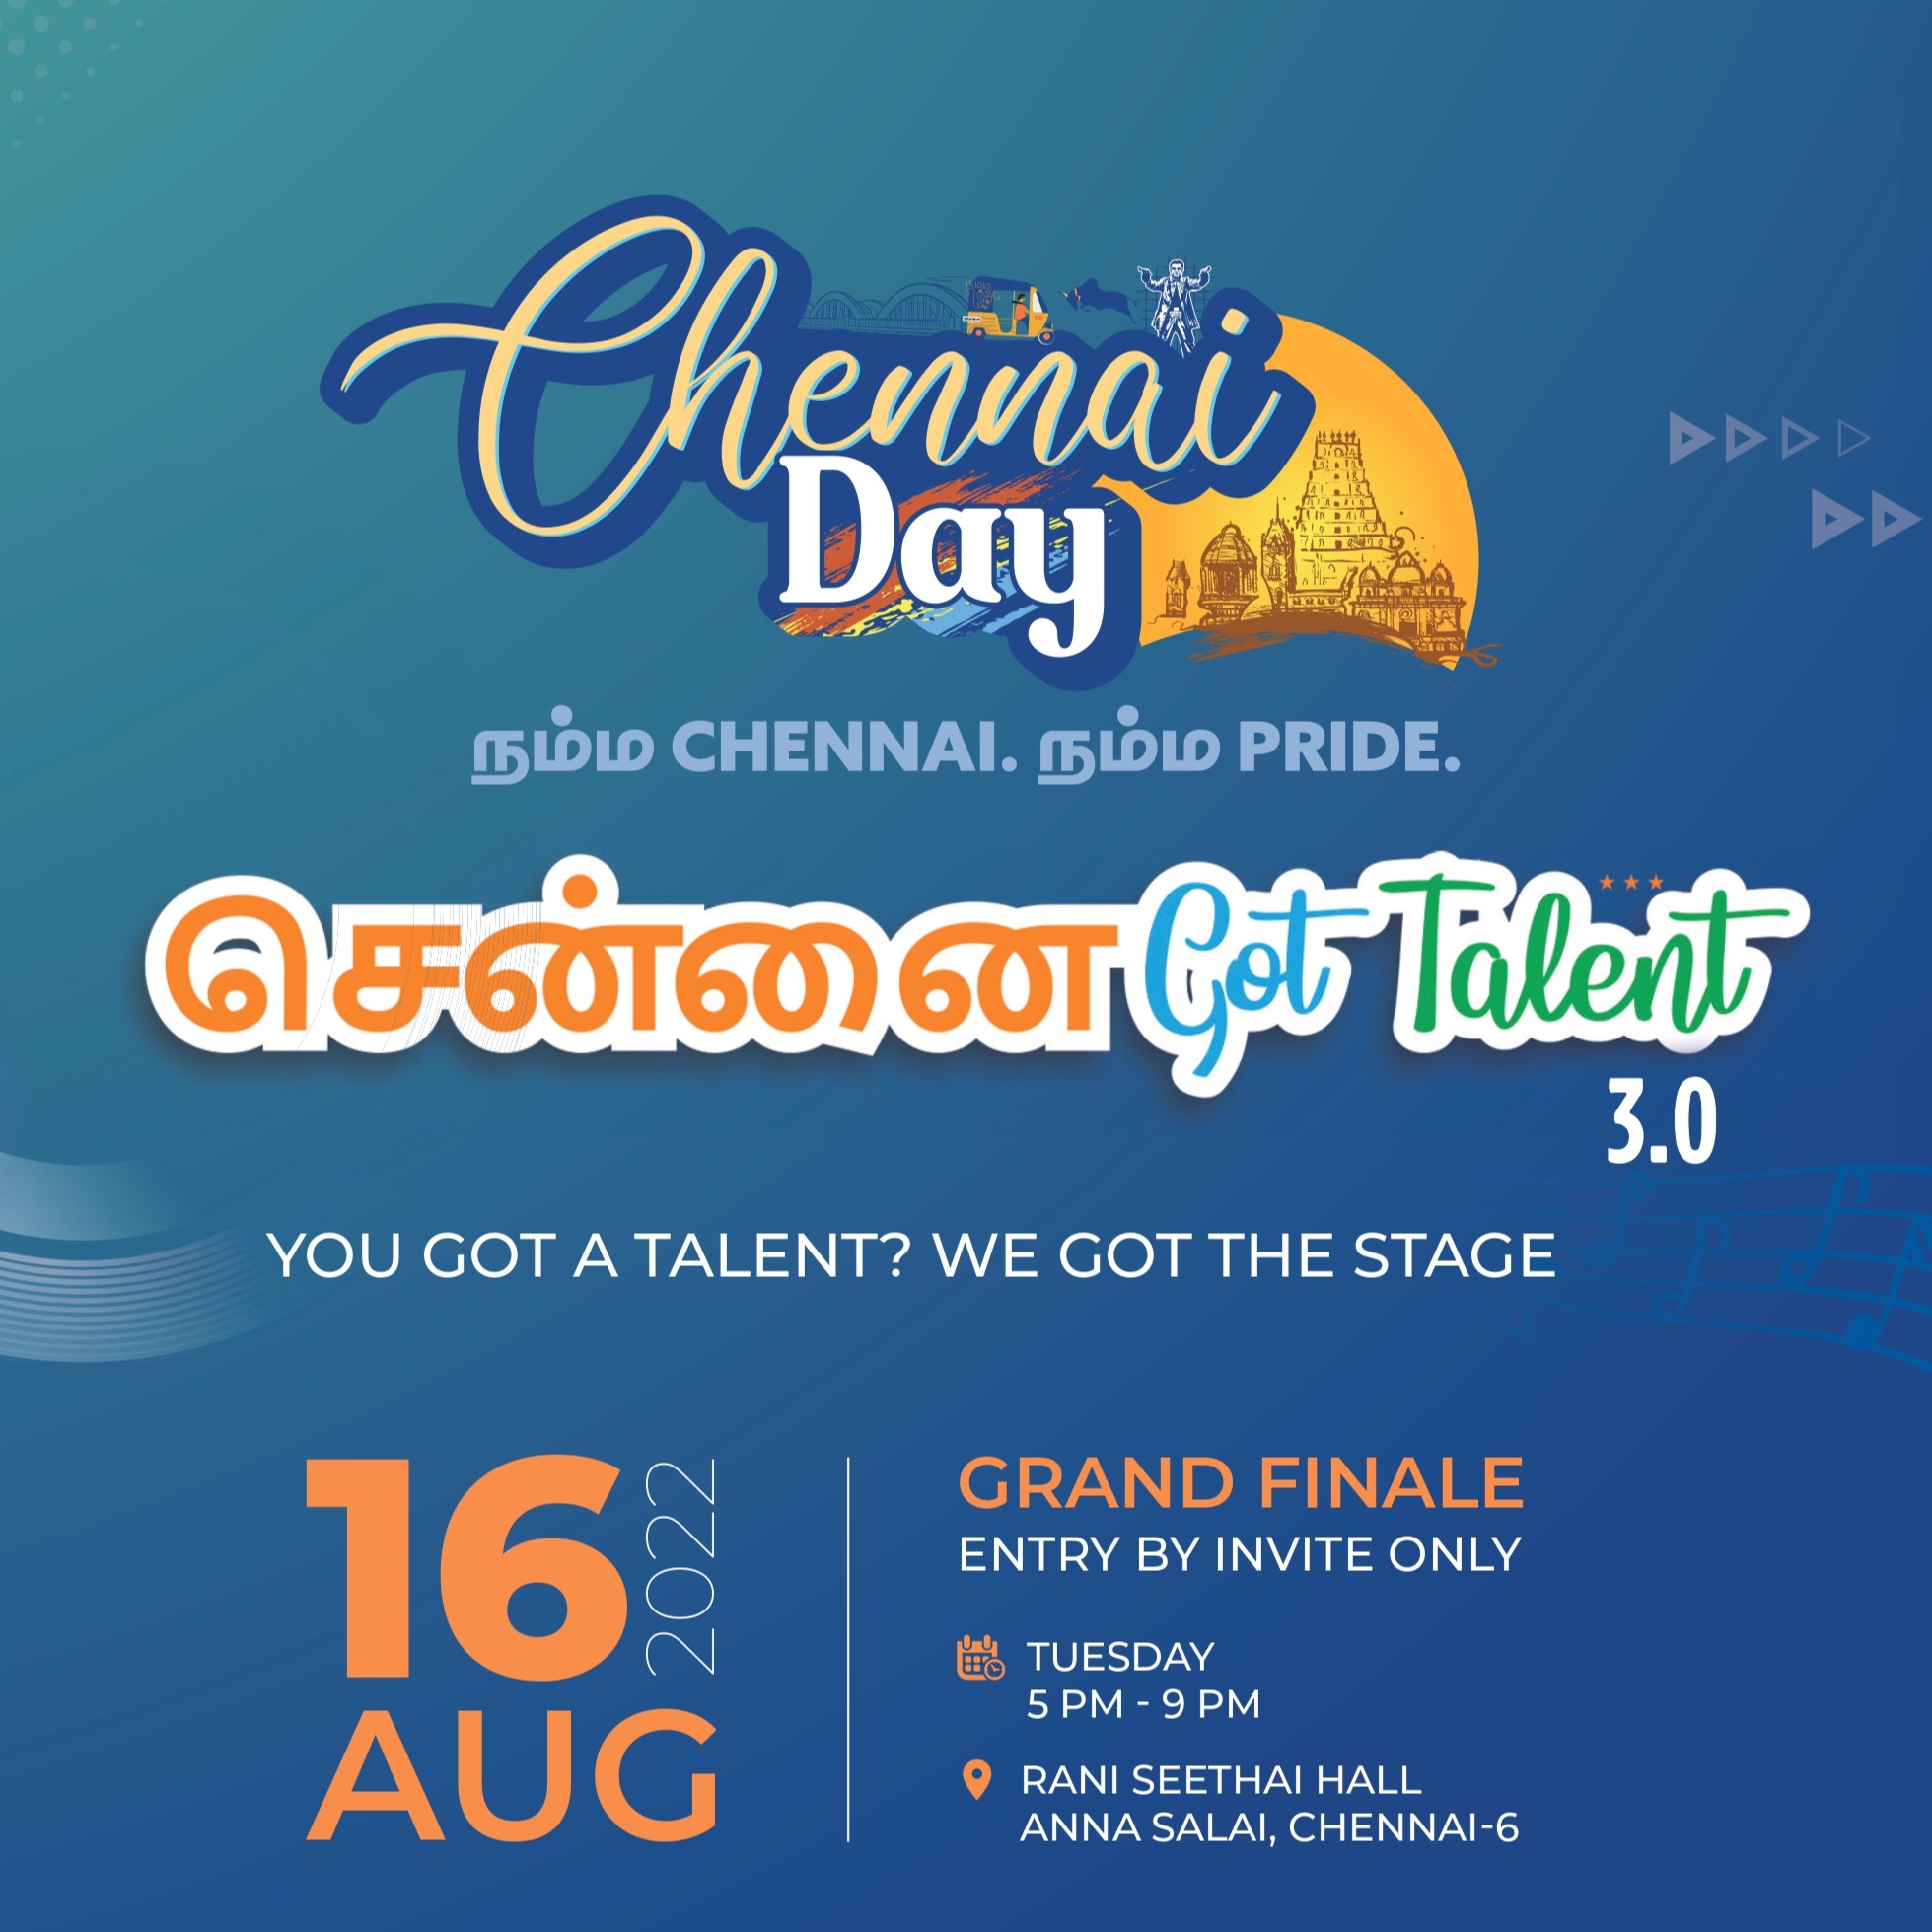 Chennai
Day
நம்ம CHENNAI. நம்ம PRIDE.
சென்னை Got Talent
3.0
YOU GOT A TALENT? WE GOT THE STAGE
16 2022
AUG
GRAND FINALE
ENTRY BY INVITE ONLY
TUESDAY
5 PM - 9 PM
RANI SEETHAI HALL
ANNA SALAI, CHENNAI-6